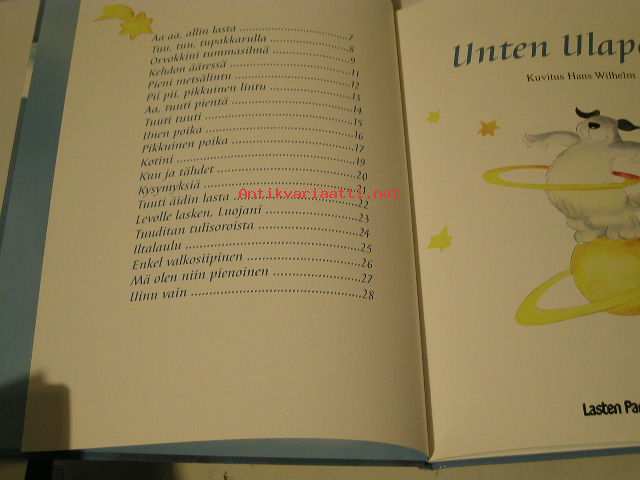 Aa aa, allin lasta 7
Tuu, tuu, tupakkarulla 8
Orvokkini tummasilmä 9
Kehdon ääressä 11
Pieni metsälintu 12
Pii pii, pikkuinen lintu 13
Aa, tuuti pientä 14
Tuuti tuuti 15
Unen poika 16
Pikkuinen poika 17
Kotini 19
Kuu ja tähdet 20
Kysymyksiä 21
Tuuti äidin lasta 22
Levolle lasken, Luojani 23
Tuuditan tulisoroista 24
Iltalaulu 25
Enkel valkosiipinen 26
Mä olen niin pienoinen 27
Uinu vain 28
Unten Ulap
Kuvitus Hans Wilhelm
Lasten Pa
Antikvariaatti.net